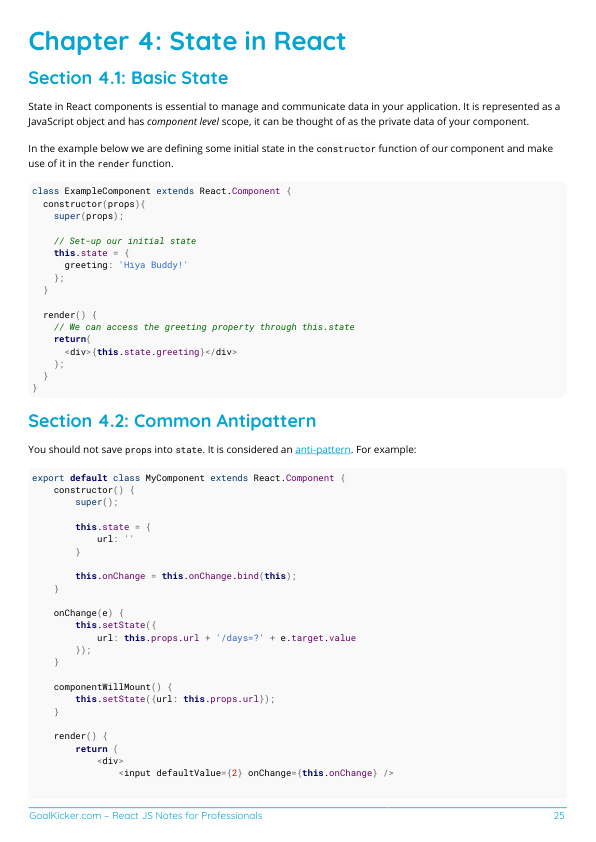 Chapter 4: State in React
Section 4.1: Basic State
State in React components is essential to manage and communicate data in your application. It is represented as a
JavaScript object and has component level scope, it can be thought of as the private data of your component.
In the example below we are defining some initial state in the constructor function of our component and make
use of it in the render function.
class ExampleComponent extends React.Component {
  constructor(props){
    super(props);

    // Set-up our initial state
    this.state = {
      greeting: 'Hiya Buddy!'
    };
  }

  render() {
    // We can access the greeting property through this.state
    return(
      <div>{this.state.greeting}</div>
    );
  }
}
Section 4.2: Common Antipattern
You should not save props into state. It is considered an anti-pattern. For example:
export default class MyComponent extends React.Component {
    constructor() {
        super();

        this.state = {
            url: ''
        }

        this.onChange = this.onChange.bind(this);
    }

    onChange(e) {
        this.setState({
            url: this.props.url + '/days=?' + e.target.value
        });
    }

    componentWillMount() {
        this.setState({url: this.props.url});
    }

    render() {
        return (
            <div>
                <input defaultValue={2} onChange={this.onChange} />
GoalKicker.com – React JS Notes for Professionals 25